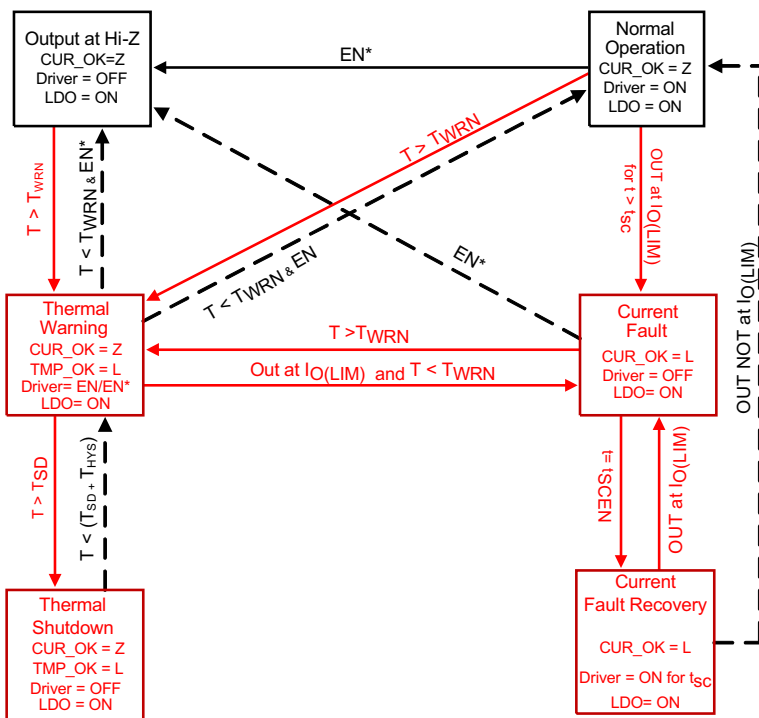 Output at Hi-Z
CUR_OK=Z
Driver = OFF
LDO = ON
EN*
Normal
Operation
CUR_OK = Z
Driver = ON
LDO = ON
T > TWRN
T < TWRN & EN*
T > TWRN
T < TWRN & EN
EN*
OUT at IO(LIM)
for t > tsc
OUT NOT at IO(LIM)
Thermal
Warning
CUR_OK = Z
TMP_OK = L
Driver= EN/EN*
LDO= ON
T >TWRN
Out at IO(LIM) and T < TWRN
Current
Fault
CUR_OK = L
Driver = OFF
LDO= ON
T > TSD
T < (TSD + THYS)
t= tSCEN
OUT at IO(LIM)
Thermal
Shutdown
CUR_OK = Z
TMP_OK = L
Driver = OFF
LDO = ON
Current
Fault Recovery
CUR_OK = L
Driver = ON for tsc
LDO= ON